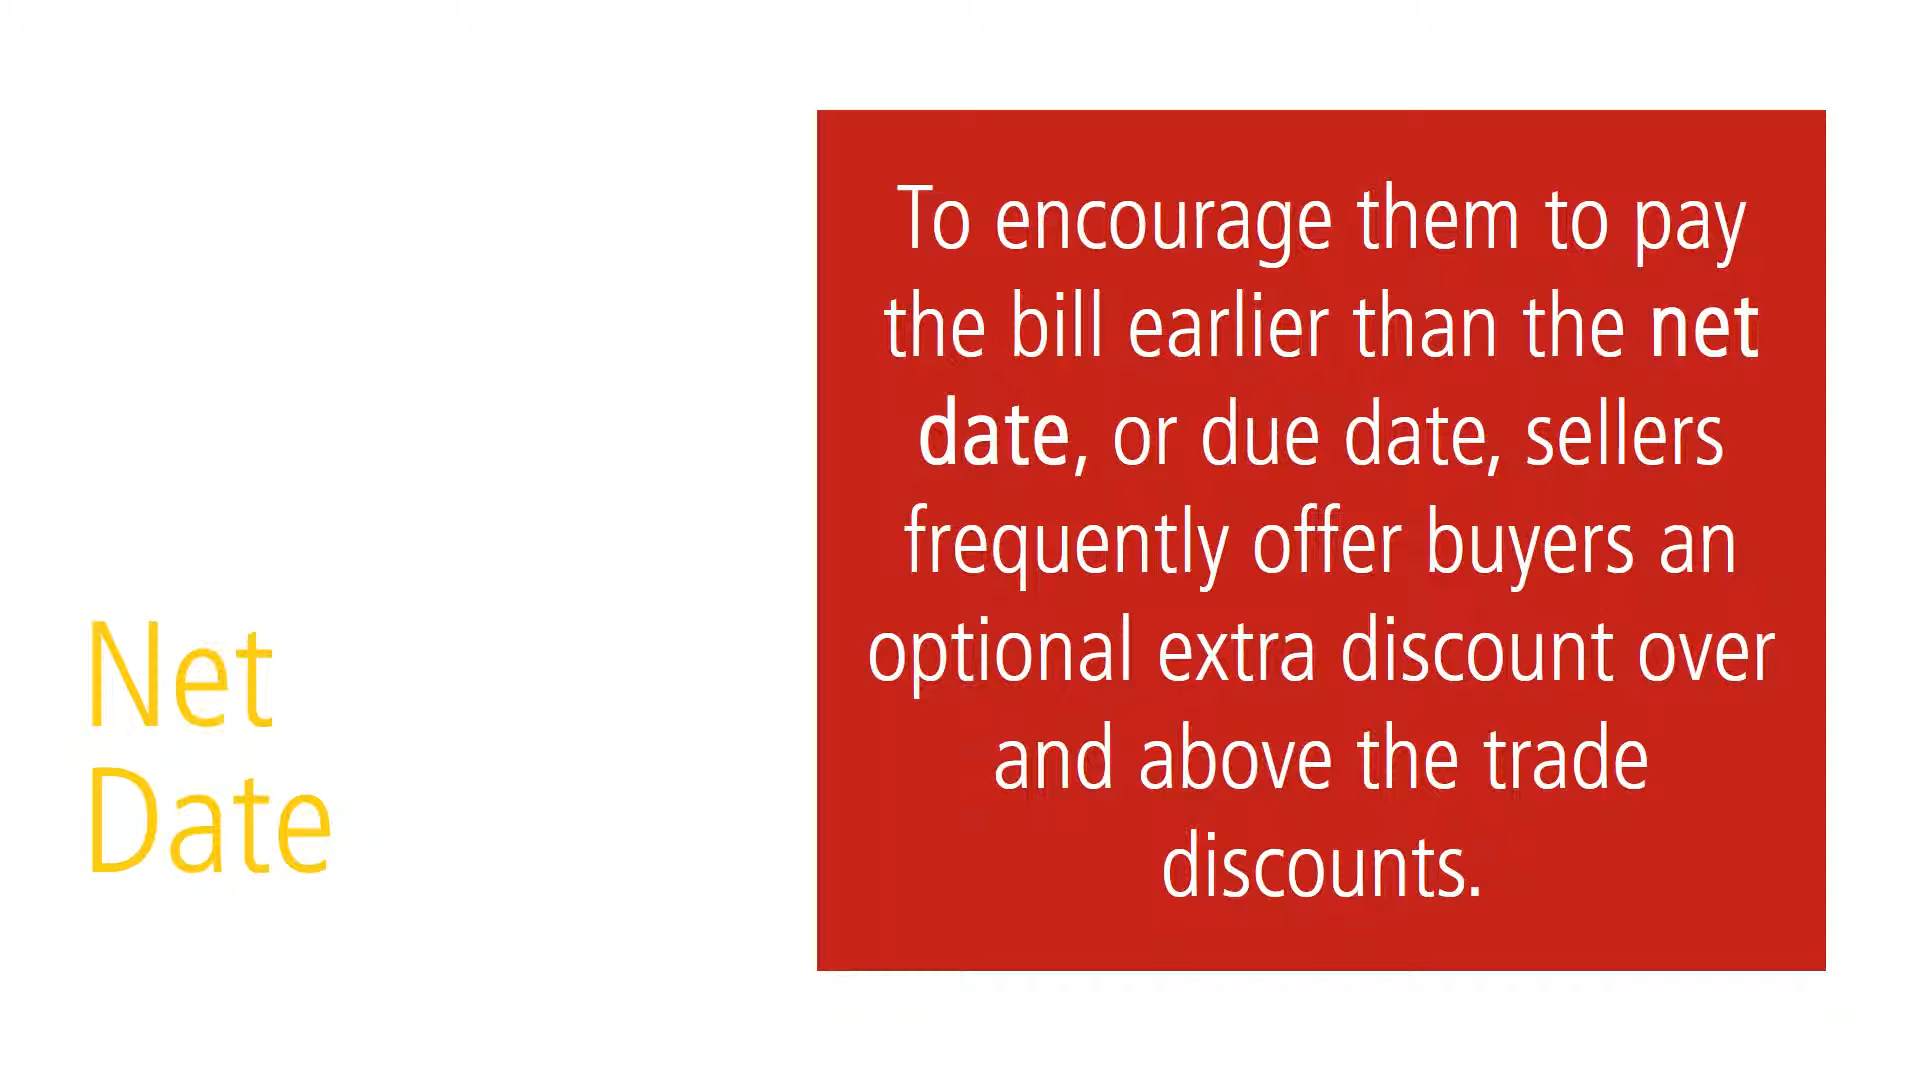 Net
Date
To encourage them to pay
the bill earlier than the net
date, or due date, sellers
frequently offer buyers an
optional extra discount over
and above the trade
discounts.